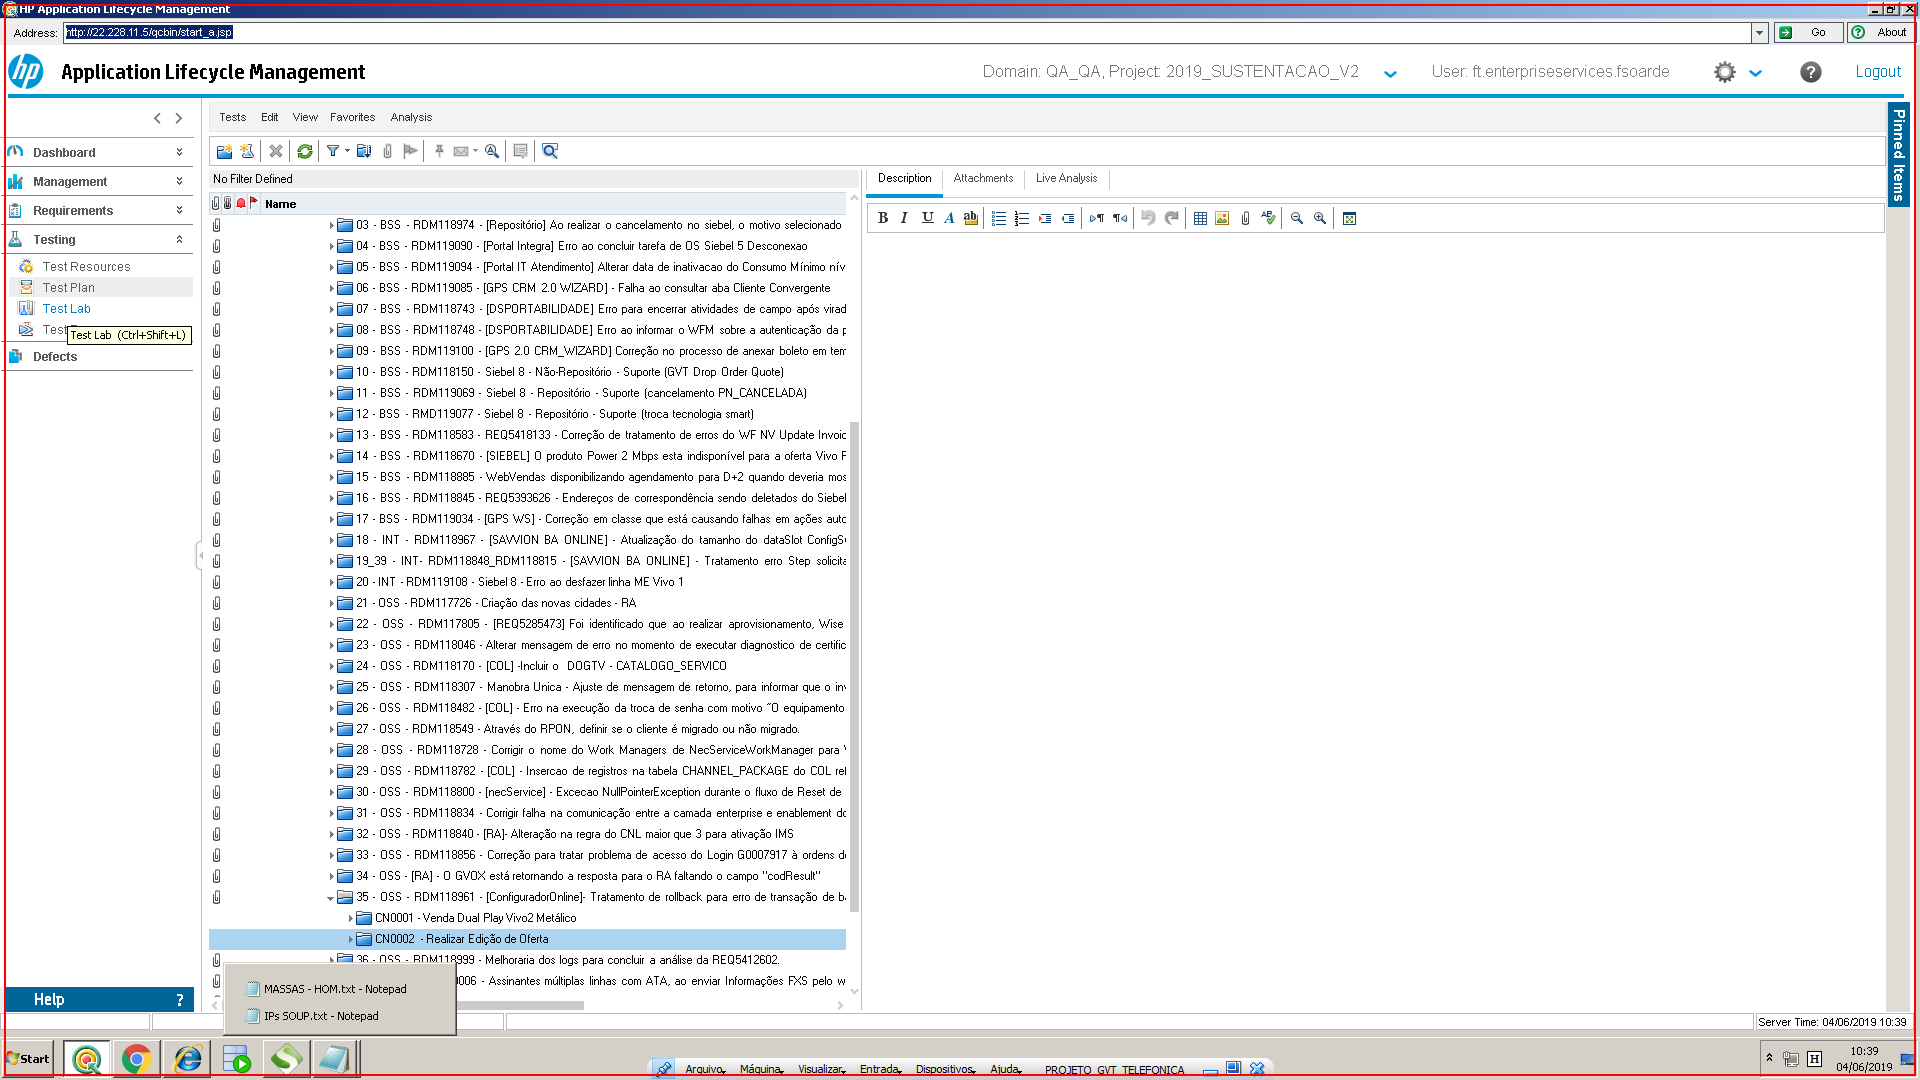 HP Application Lifecycle Management
Address: http://22.228.11.5/qcbin/start_a.jsp
Go
About
hp
Application Lifecycle Management
Domain: QA_QA, Project: 2019_SUSTENTACAO_V2
User: ft.enterpriseservices.fsoarde
Logout
Dashboard
Management
Requirements
Testing
Test Resources
Test Plan
Test Lab
Test
Test Lab (Ctrl+Shift+L)
Defects
Help ?
Tests Edit View Favorites Analysis
No Filter Defined
Name
03 - BSS - RDM118974 - [Repositório] Ao realizar o cancelamento no siebel, o motivo selecionado
04 - BSS - RDM119090 - [Portal Integra] Erro ao concluir tarefa de OS Siebel 5 Desconexao
05 - BSS - RDM119094 - [Portal IT Atendimento] Alterar data de inativacao do Consumo Mínimo nív
06 - BSS - RDM119085 - [GPS CRM 2.0 WIZARD] - Falha ao consultar aba Cliente Convergente
07 - BSS - RDM118743 - [DSPORTABILIDADE] Erro para encerrar atividades de campo após virad
08 - BSS - RDM118748 - [DSPORTABILIDADE] Erro ao informar o WFM sobre a autenticação da p
09 - BSS - RDM119100 - [GPS 2.0 CRM_WIZARD] Correção no processo de anexar boleto em tem
10 - BSS - RDM118150 - Siebel 8 - Não-Repositório - Suporte (GVT Drop Order Quote)
11 - BSS - RDM119069 - Siebel 8 - Repositório - Suporte (cancelamento PN_CANCELADA)
12 - BSS - RMD119077 - Siebel 8 - Repositório - Suporte (troca tecnologia smart)
13 - BSS - RDM118583 - REQ5418133 - Correção de tratamento de erros do WF NV Update Invoic
14 - BSS - RDM118670 - [SIEBEL] O produto Power 2 Mbps esta indisponível para a oferta Vivo F
15 - BSS - RDM118885 - WebVendas disponibilizando agendamento para D+2 quando deveria mos
16 - BSS - RDM118845 - REQ5393626 - Endereços de correspondência sendo deletados do Siebel
17 - BSS - RDM119034 - [GPS WS] - Correção em classe que está causando falhas em ações auto
18 - INT - RDM118967 - [SAVVION BA ONLINE] - Atualização do tamanho do dataSlot ConfigS
19_39 - INT- RDM118848_RDM118815 - [SAVVION BA ONLINE] - Tratamento erro Step solicita
20 - INT - RDM119108 - Siebel 8 - Erro ao desfazer linha ME Vivo 1
21 - OSS - RDM117726 - Criação das novas cidades - RA
22 - OSS - RDM117805 - [REQ5285473] Foi identificado que ao realizar aprovisionamento, Wise
23 - OSS - RDM118046 - Alterar mensagem de erro no momento de executar diagnostico de certific
24 - OSS - RDM118170 - [COL] -Incluir o DOGTV - CATALOGO_SERVICO
25 - OSS - RDM118307 - Manobra Unica - Ajuste de mensagem de retorno, para informar que o inv
26 - OSS - RDM118482 - [COL] - Erro na execução da troca de senha com motivo "O equipamento
27 - OSS - RDM118549 - Através do RPON, definir se o cliente é migrado ou não migrado.
28 - OSS - RDM118728 - Corrigir o nome do Work Managers de NecServiceWorkManager para
29 - OSS - RDM118782 - [COL] - Insercao de registros na tabela CHANNEL_PACKAGE do COL rel
30 - OSS - RDM118800 - [necService] - Excecao NullPointerException durante o fluxo de Reset de
31 - OSS - RDM118834 - Corrigir falha na comunicação entre a camada enterprise e enablement do
32 - OSS - RDM118840 - [RA]- Alteração na regra do CNL maior que 3 para ativação IMS
33 - OSS - RDM118856 - Correção para tratar problema de acesso do Login G0007917 à ordens de
34 - OSS - [RA] - O GVOX está retornando a resposta para o RA faltando o campo "codResult"
35 - OSS - RDM118961 - [ConfiguradorOnline]- Tratamento de rollback para erro de transação de ba
CN0001 - Venda Dual Play Vivo2 Metálico
CN0002 - Realizar Edição de Oferta
36 - OSS - RDM118999 - Melhoraria dos logs para concluir a análise da REQ5412602.
0006 - Assinantes múltiplas linhas com ATA, ao enviar Informações FXS pelo w
MASSAS - HOM.txt - Notepad
IPs SOUP.txt - Notepad
Description Attachments Live Analysis
Pinned Items
Server Time: 04/06/2019 10:39
Start
Arquivo Máquina Visualizar Entrada Dispositivos Ajuda PROJETO_GVT_TELEFONICA
H
10:39
04/06/2019